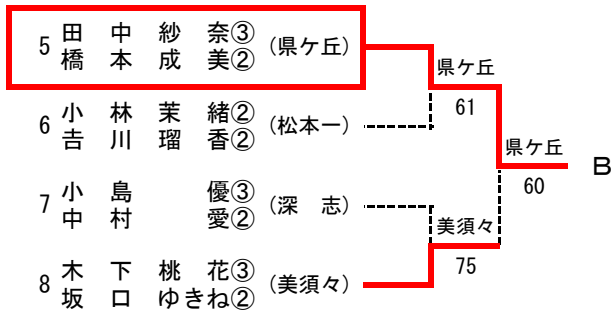 5 田中紗奈③ (県ケ丘)
橋本成美②
県ケ丘
61
6 小林茉緒② (松本一)
吉川瑠香②
県ケ丘
60
B
7 小島優③ (深志)
中村愛②
美須々
75
8 木下桃花③ (美須々)
坂口ゆきね②